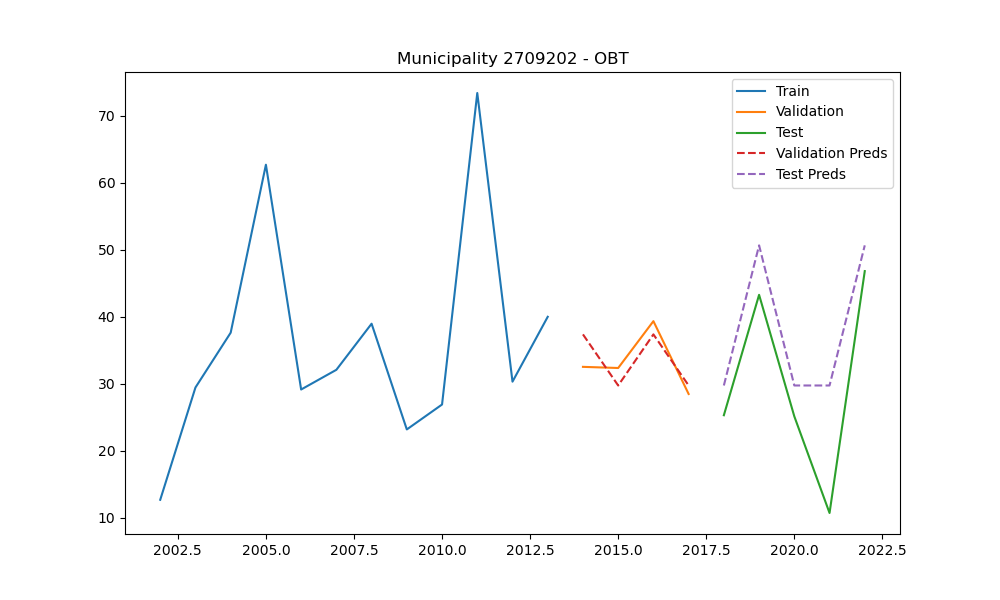 Municipality 2709202 - OBT
Train
Validation
Test
Validation Preds
Test Preds
70
60
50
40
30
20
10
2002.5 2005.0 2007.5 2010.0 2012.5 2015.0 2017.5 2020.0 2022.5